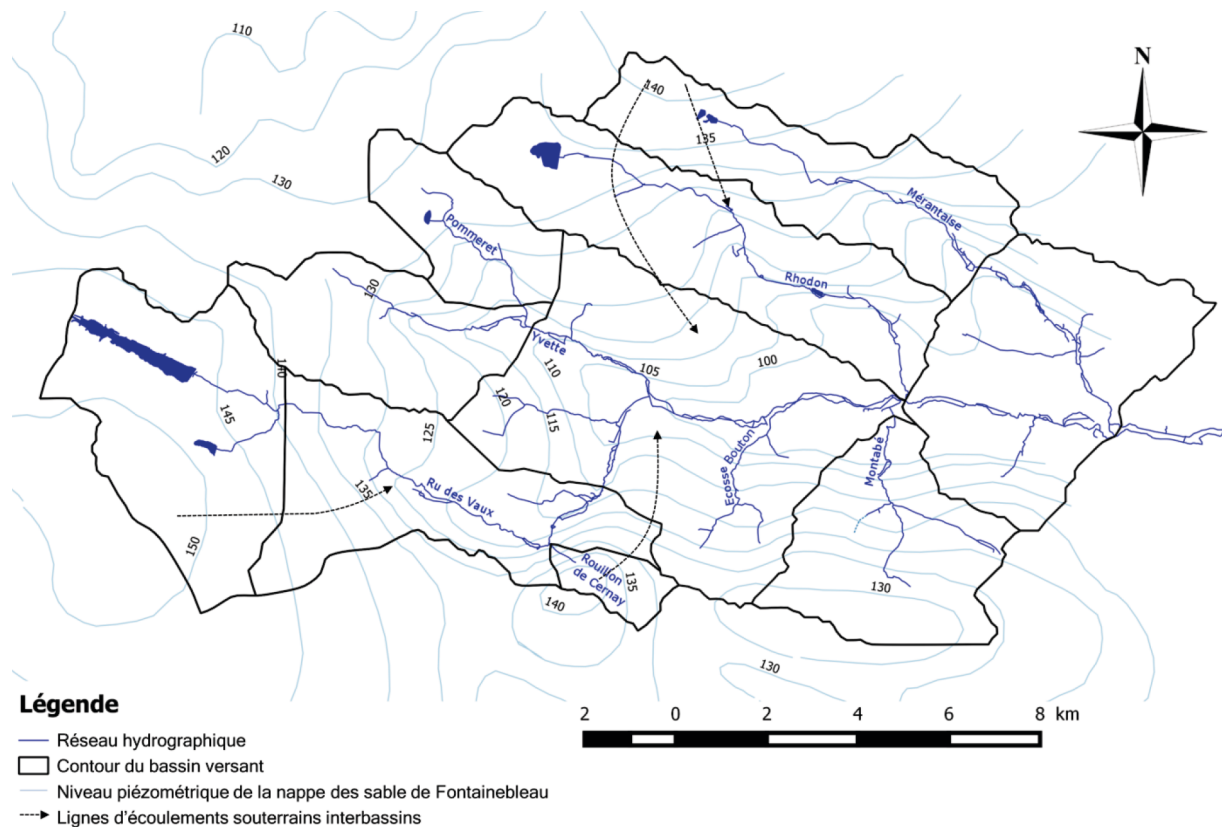 110
N
140
120
135
130
Mérantaise
Pommeret
Rhodon
130
Yvette
140
110
105
100
120
145
115
125
Ecosse Bouton
Montabé
135
Ru des Vaux
150
Rouillon
de Cernay
135
130
140
130
Légende
2 0 2 4 6 8 km
Réseau hydrographique
Contour du bassin versant
Niveau piézométrique de la nappe des sable de Fontainebleau
Lignes d'écoulements souterrains interbassins